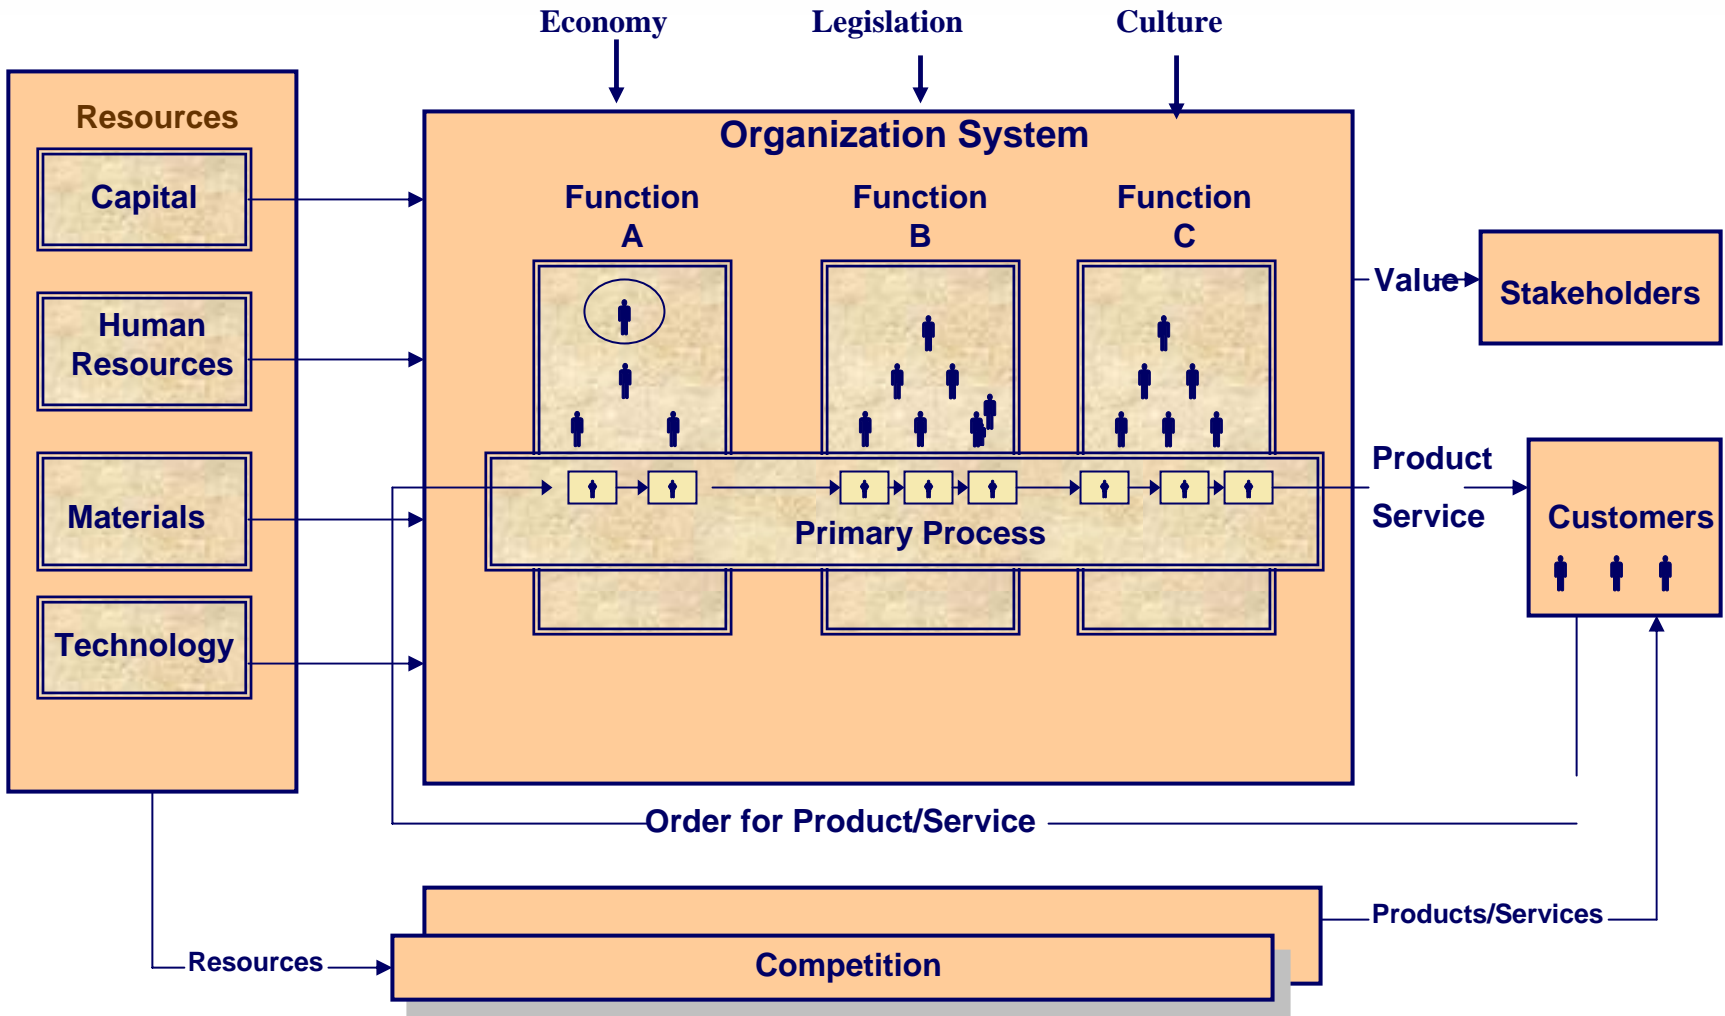 Economy
Legislation
Culture
Resources
Capital
Human
Resources
Materials
Technology
Organization System
Function
A
Function
B
Function
C
Primary Process
Value
Stakeholders
Product
Service
Customers
Order for Product/Service
Products/Services
Resources
Competition